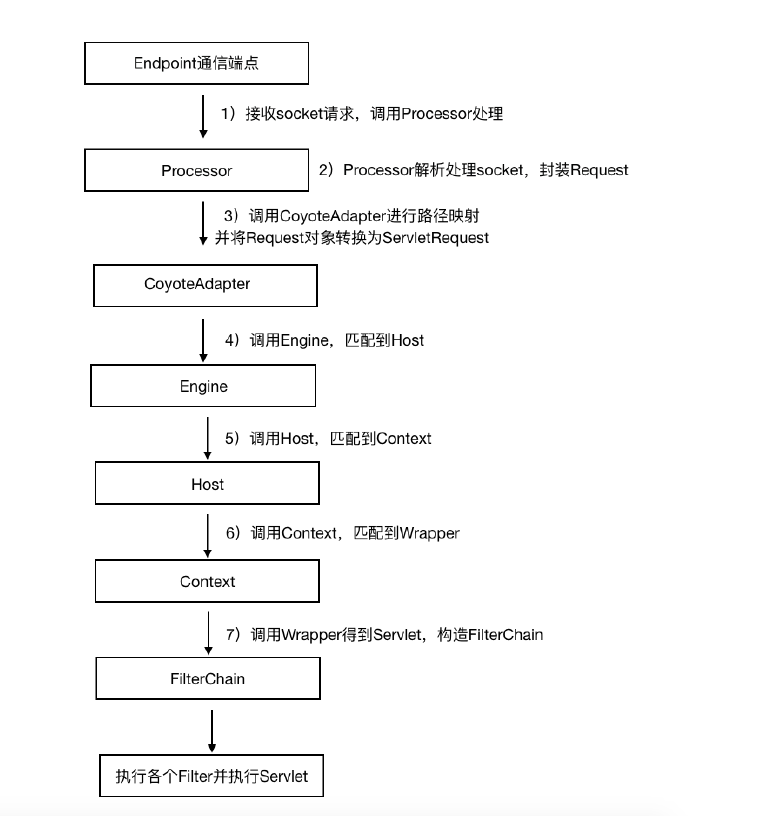 Endpoint通信端点
1）接收socket请求，调用Processor处理
Processor
2）Processor解析处理socket，封装Request
3）调用CoyoteAdapter进行路径映射
并将Request对象转换为ServletRequest
CoyoteAdapter
4）调用Engine，匹配到Host
Engine
5）调用Host，匹配到Context
Host
6）调用Context，匹配到Wrapper
Context
7）调用Wrapper得到Servlet，构造FilterChain
FilterChain
执行各个Filter并执行Servlet